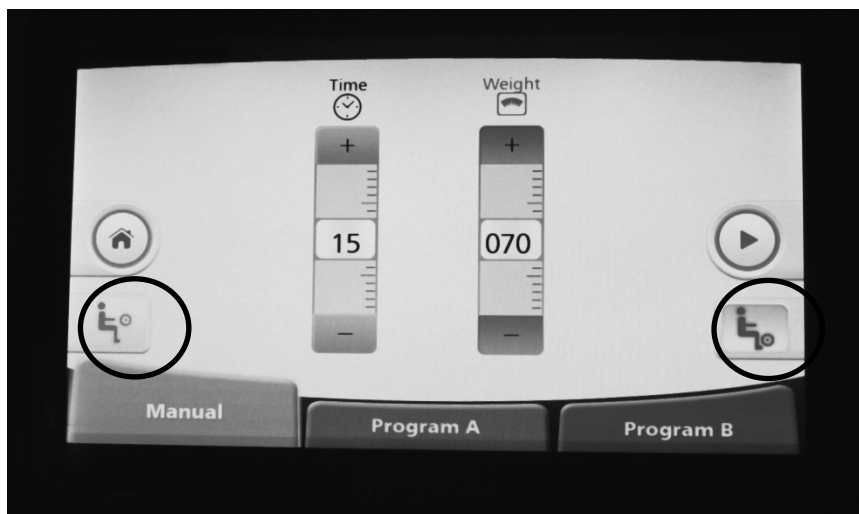 Time
Weight
+
+
15
070
−
−
Manual
Program A
Program B